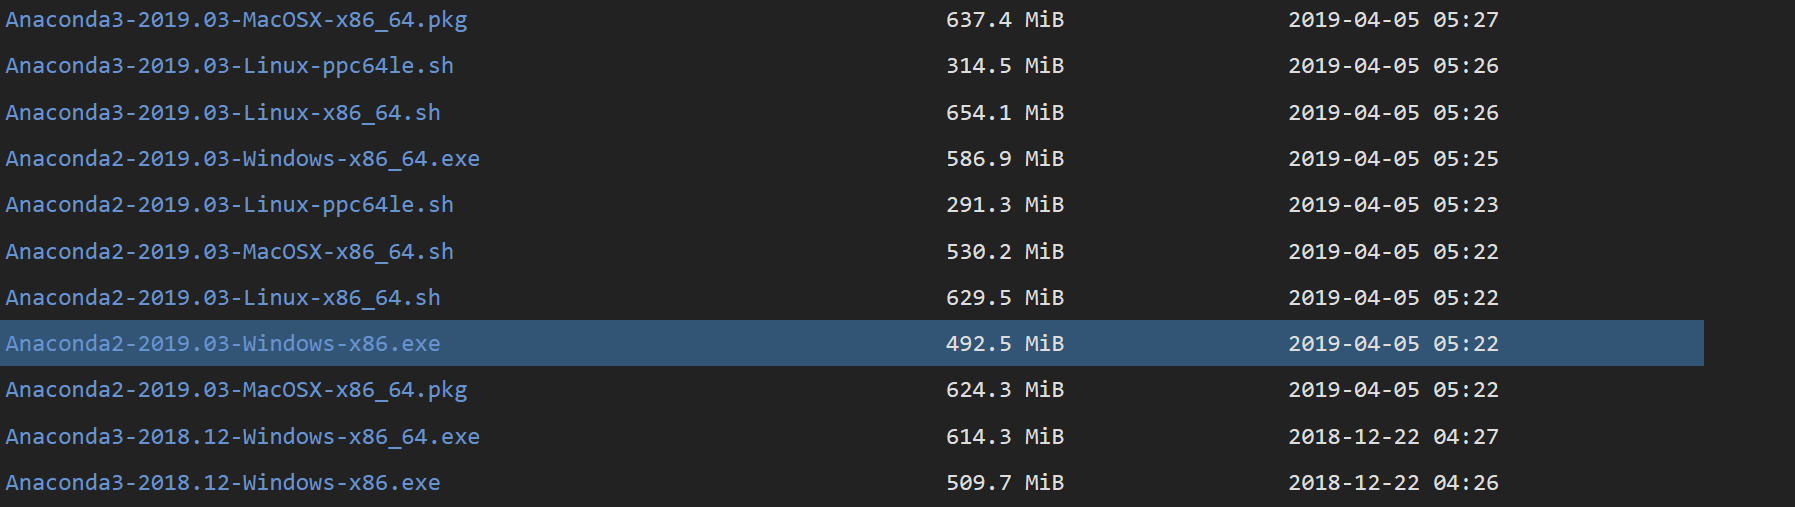 Anaconda3-2019.03-MacOSX-x86_64.pkg 637.4 MiB 2019-04-05 05:27
Anaconda3-2019.03-Linux-ppc64le.sh 314.5 MiB 2019-04-05 05:26
Anaconda3-2019.03-Linux-x86_64.sh 654.1 MiB 2019-04-05 05:26
Anaconda2-2019.03-Windows-x86_64.exe 586.9 MiB 2019-04-05 05:25
Anaconda2-2019.03-Linux-ppc64le.sh 291.3 MiB 2019-04-05 05:23
Anaconda2-2019.03-MacOSX-x86_64.sh 530.2 MiB 2019-04-05 05:22
Anaconda2-2019.03-Linux-x86_64.sh 629.5 MiB 2019-04-05 05:22
Anaconda2-2019.03-Windows-x86.exe 492.5 MiB 2019-04-05 05:22
Anaconda2-2019.03-MacOSX-x86_64.pkg 624.3 MiB 2019-04-05 05:22
Anaconda3-2018.12-Windows-x86_64.exe 614.3 MiB 2018-12-22 04:27
Anaconda3-2018.12-Windows-x86.exe 509.7 MiB 2018-12-22 04:26